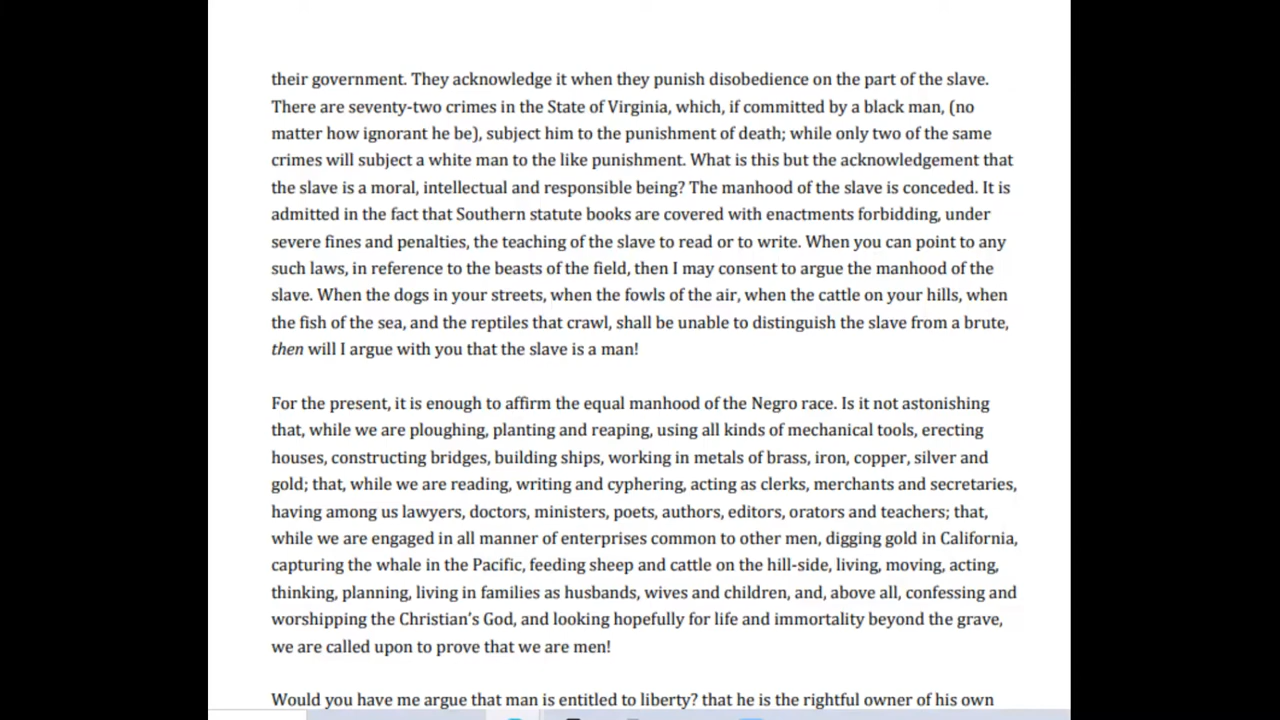 their government. They acknowledge it when they punish disobedience on the part of the slave.
There are seventy-two crimes in the State of Virginia, which, if committed by a black man, (no
matter how ignorant he be), subject him to the punishment of death; while only two of the same
crimes will subject a white man to the like punishment. What is this but the acknowledgement that
the slave is a moral, intellectual and responsible being? The manhood of the slave is conceded. It is
admitted in the fact that Southern statute books are covered with enactments forbidding, under
severe fines and penalties, the teaching of the slave to read or to write. When you can point to any
such laws, in reference to the beasts of the field, then I may consent to argue the manhood of the
slave. When the dogs in your streets, when the fowls of the air, when the cattle on your hills, when
the fish of the sea, and the reptiles that crawl, shall be unable to distinguish the slave from a brute,
then will I argue with you that the slave is a man!
For the present, it is enough to affirm the equal manhood of the Negro race. Is it not astonishing
that, while we are ploughing, planting and reaping, using all kinds of mechanical tools, erecting
houses, constructing bridges, building ships, working in metals of brass, iron, copper, silver and
gold; that, while we are reading, writing and cyphering, acting as clerks, merchants and secretaries,
having among us lawyers, doctors, ministers, poets, authors, editors, orators and teachers; that,
while we are engaged in all manner of enterprises common to other men, digging gold in California,
capturing the whale in the Pacific, feeding sheep and cattle on the hill-side, living, moving, acting,
thinking, planning, living in families as husbands, wives and children, and, above all, confessing and
worshipping the Christian's God, and looking hopefully for life and immortality beyond the grave,
we are called upon to prove that we are men!
Would you have me argue that man is entitled to liberty? that he is the rightful owner of his own